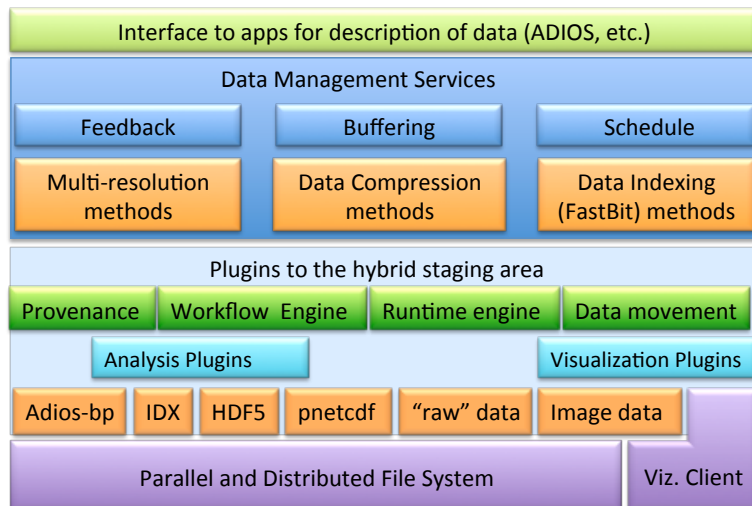 Interface to apps for description of data (ADIOS, etc.)
Data Management Services
Feedback
Buffering
Schedule
Multi-resolution
methods
Data Compression
methods
Data Indexing
(FastBit) methods
Plugins to the hybrid staging area
Provenance
Workflow Engine
Runtime engine
Data movement
Analysis Plugins
Visualization Plugins
Adios-bp
IDX
HDF5
pnetcdf
“raw” data
Image data
Parallel and Distributed File System
Viz. Client